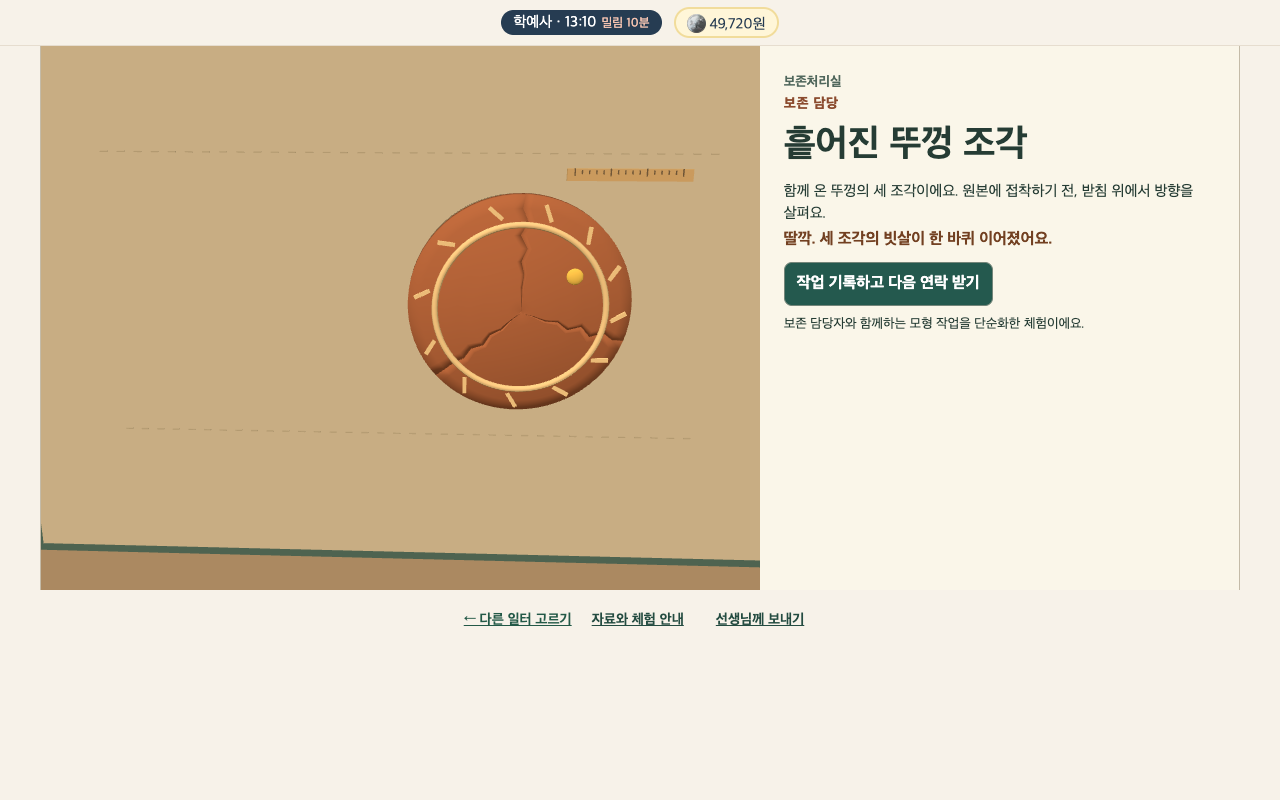 학예사 · 13:10 밀림 10분
49,720원
보존처리실
보존 담당
흩어진 뚜껑 조각
함께 온 뚜껑의 세 조각이에요. 원본에 접착하기 전, 받침 위에서 방향을
살펴요.
딸깍. 세 조각의 빗살이 한 바퀴 이어졌어요.
작업 기록하고 다음 연락 받기
보존 담당자와 함께하는 모형 작업을 단순화한 체험이에요.
← 다른 일터 고르기
자료와 체험 안내
선생님께 보내기